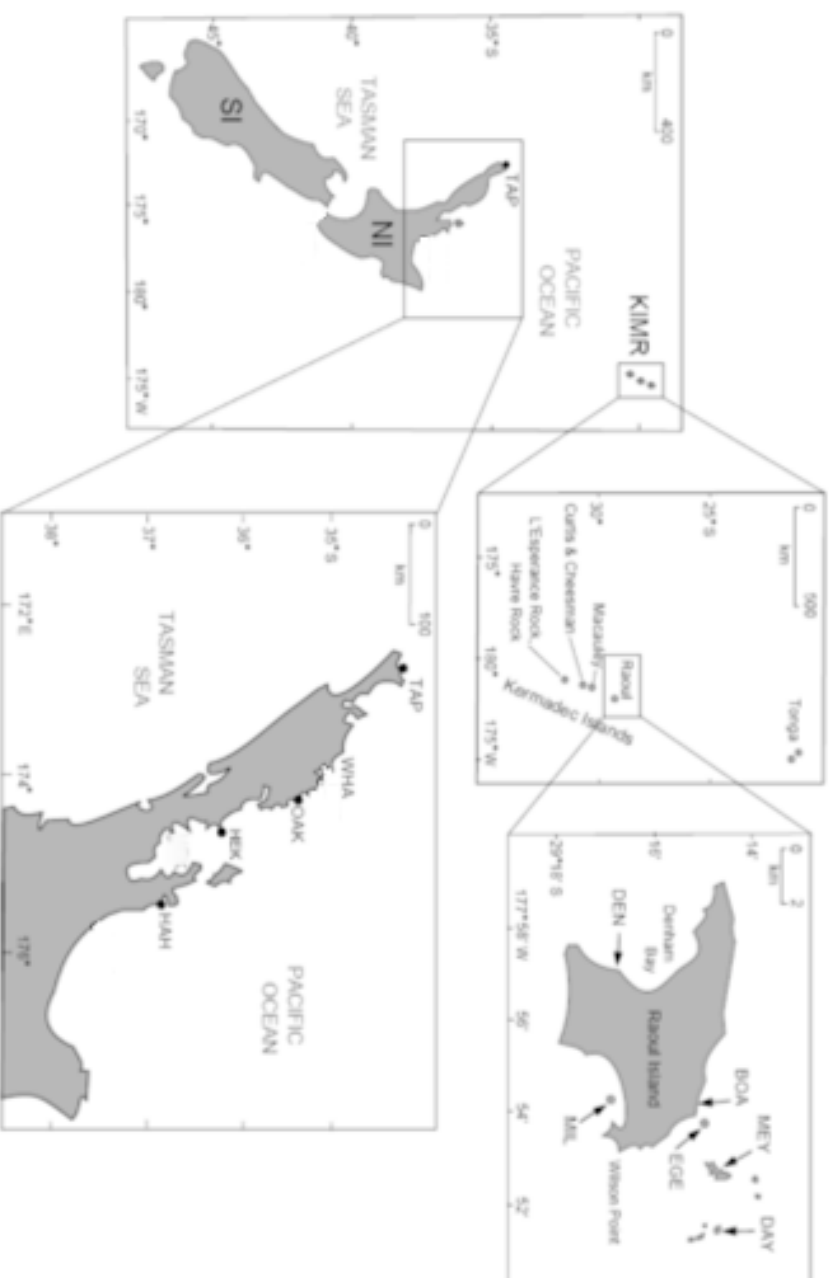 0 400
km
35° S
40°
45°
170°
175°
180°
175° W
TASMAN
SEA
PACIFIC
OCEAN
SI
NI
TAP
KIMR
0 500
km
25° S
30°
175°
180°
175° W
Tonga
Raoul
Macauley
Curtis & Cheesman
L'Esperance Rock
Havre Rock
Kermadec Islands
0 2
km
14'
16'
29°18' S
177°58' W
56'
54'
52'
Denham
Bay
DEN
Raoul Island
BOA
MEY
DAY
EGE
MIL
Wilson Point
0 100
km
35° S
36°
37°
38°
172° E
174°
176°
TASMAN
SEA
PACIFIC
OCEAN
TAP
WHA
OAK
HEK
HAH